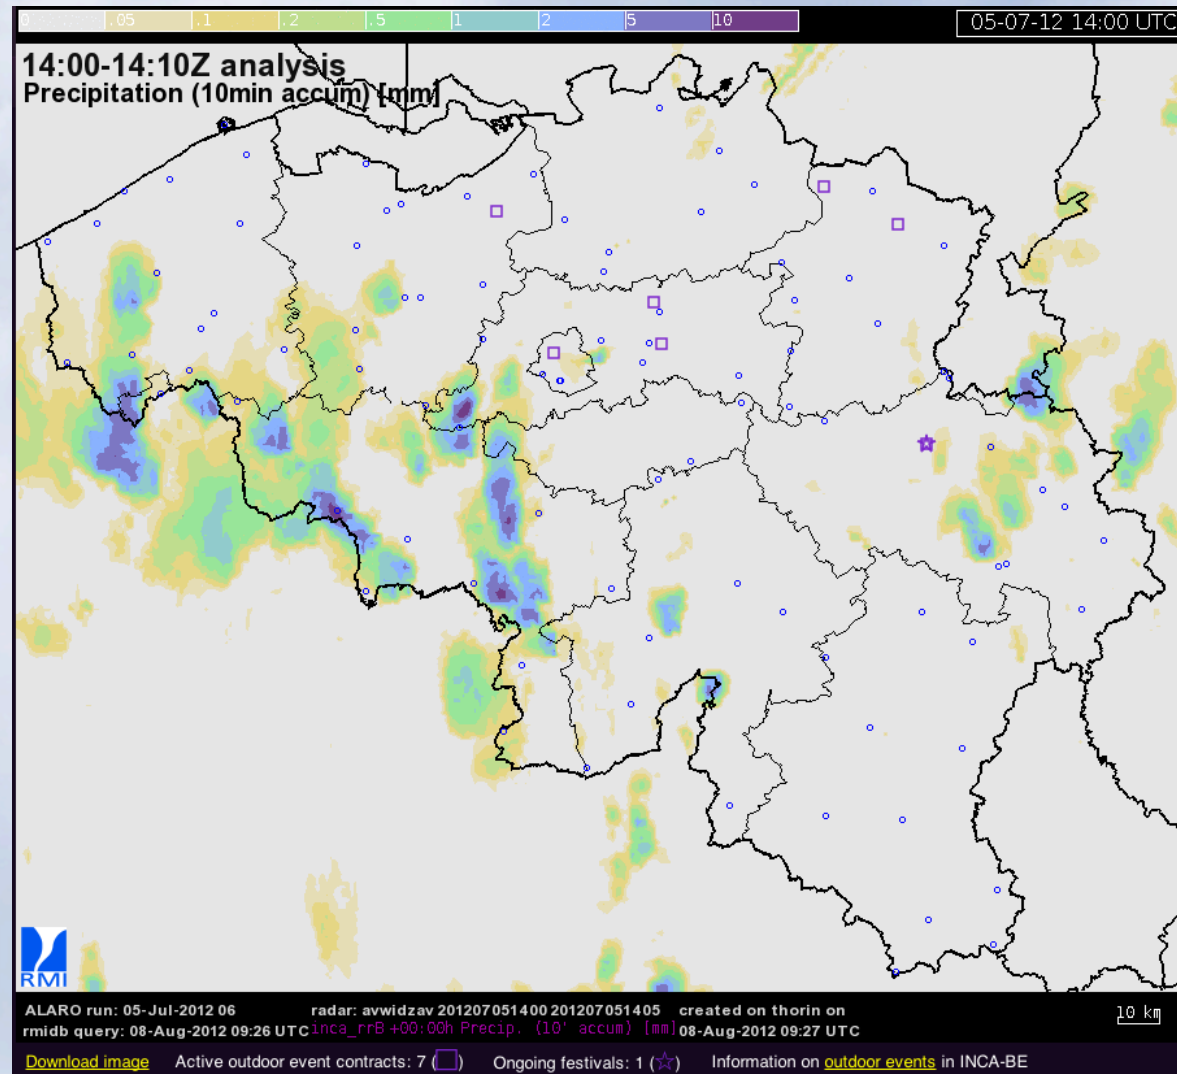 0 .05 .1 .2 .5 1 2 5 10
05-07-12 14:00 UTC
14:00-14:10Z analysis
Precipitation (10min accum) [mm]
RMI
ALARO run: 05-Jul-2012 06 radar: avwidzav 201207051400 201207051405 created on thorin on
10 km
rmidb query: 08-Aug-2012 09:26 UTC inca_rrB +00:00h Precip. (10' accum) [mm] 08-Aug-2012 09:27 UTC
Download image Active outdoor event contracts: 7 ( ) Ongoing festivals: 1 (☆) Information on outdoor events in INCA-BE